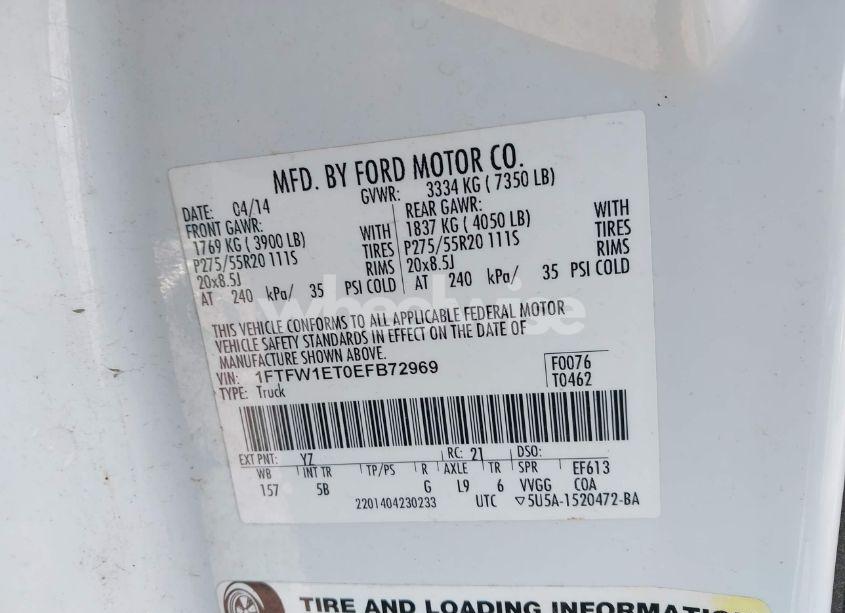 MFD. BY FORD MOTOR CO.
DATE: 04/14 GVWR: 3334 KG ( 7350 LB)
FRONT GAWR: REAR GAWR:
1769 KG ( 3900 LB) WITH 1837 KG ( 4050 LB) WITH
P275/55R20 111S TIRES P275/55R20 111S TIRES
20x8.5J RIMS 20x8.5J RIMS
AT 240 kPa/ 35 PSI COLD AT 240 kPa/ 35 PSI COLD
wheelwise
THIS VEHICLE CONFORMS TO ALL APPLICABLE FEDERAL MOTOR
VEHICLE SAFETY STANDARDS IN EFFECT ON THE DATE OF
MANUFACTURE SHOWN ABOVE.
VIN: 1FTFW1ET0EFB72969 F0076
TYPE: Truck T0462
EXT PNT: YZ RC: 21 DSO:
WB INT TR TP/PS R AXLE TR SPR EF613
157 5B G L9 6 VVGG COA
2201404230233 UTC ▽5U5A-1520472-BA
TIRE AND LOADING INFORMATION